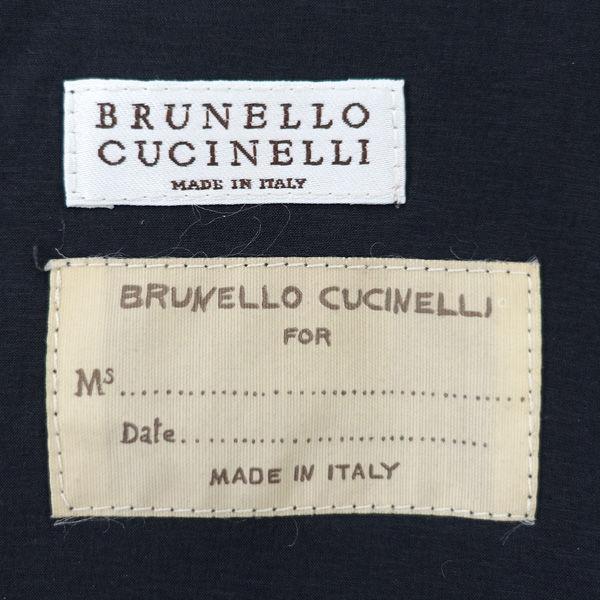 BRUNELLO
CUCINELLI
MADE IN ITALY
BRUNELLO CUCINELLI
FOR
Ms..............................
Date..............................
MADE IN ITALY